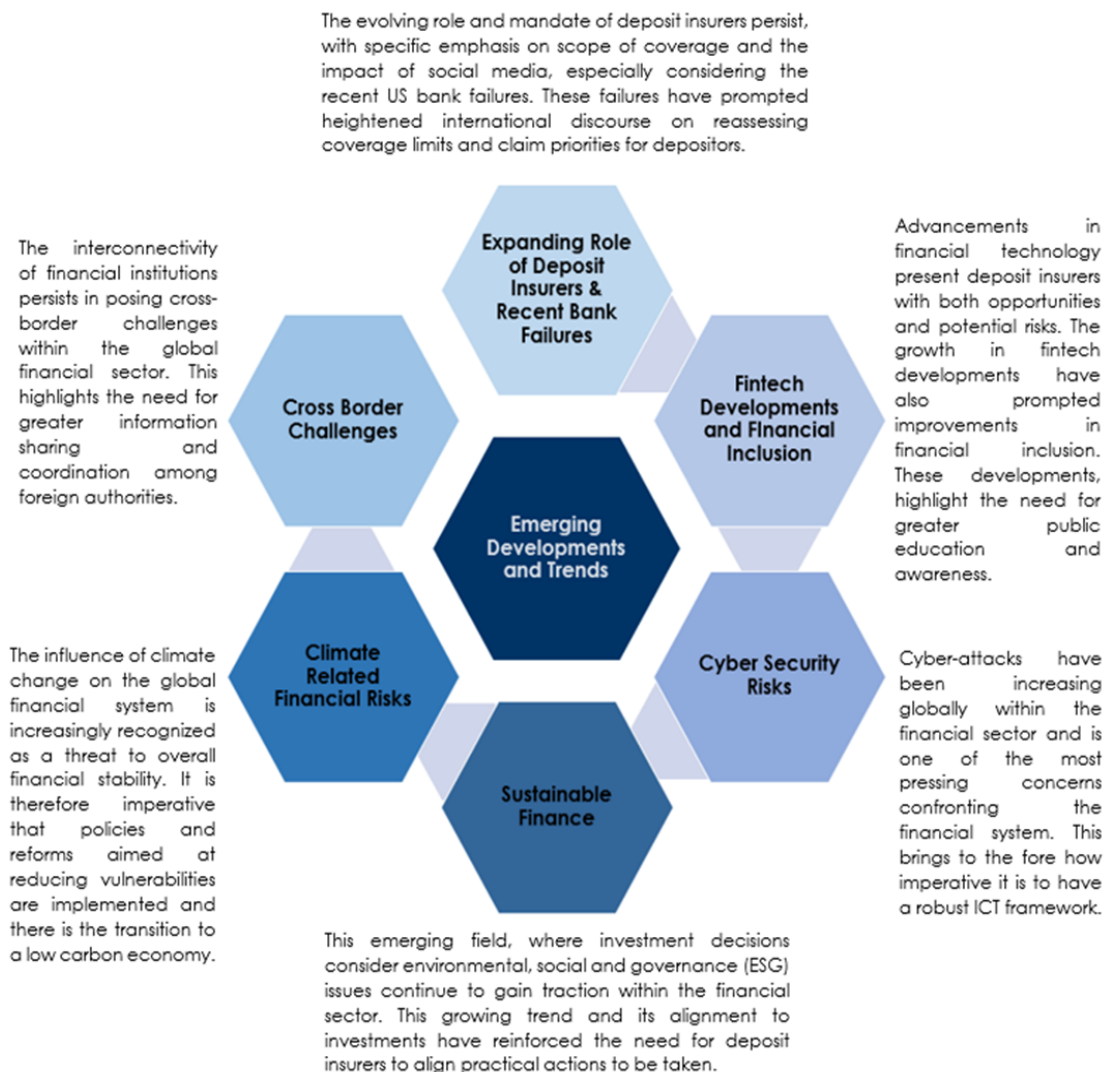 The evolving role and mandate of deposit insurers persist,
with specific emphasis on scope of coverage and the
impact of social media, especially considering the
recent US bank failures. These failures have prompted
heightened international discourse on reassessing
coverage limits and claim priorities for depositors.
Expanding Role
of Deposit
Insurers &
Recent Bank
Failures
Advancements in
financial technology
present deposit insurers
with both opportunities
and potential risks. The
growth in fintech
developments have
also prompted
improvements in
financial inclusion.
These developments,
highlight the need for
greater public
education and
awareness.
Fintech
Developments
and Financial
Inclusion
The interconnectivity
of financial institutions
persists in posing cross-
border challenges
within the global
financial sector. This
highlights the need for
greater information
sharing and
coordination among
foreign authorities.
Cross Border
Challenges
Emerging
Developments
and Trends
The influence of climate
change on the global
financial system is
increasingly recognized
as a threat to overall
financial stability. It is
therefore imperative
that policies and
reforms aimed at
reducing vulnerabilities
are implemented and
there is the transition to
a low carbon economy.
Climate
Related
Financial Risks
Cyber Security
Risks
Cyber-attacks have
been increasing
globally within the
financial sector and is
one of the most
pressing concerns
confronting the
financial system. This
brings to the fore how
imperative it is to have
a robust ICT framework.
Sustainable
Finance
This emerging field, where investment decisions
consider environmental, social and governance (ESG)
issues continue to gain traction within the financial
sector. This growing trend and its alignment to
investments have reinforced the need for deposit
insurers to align practical actions to be taken.